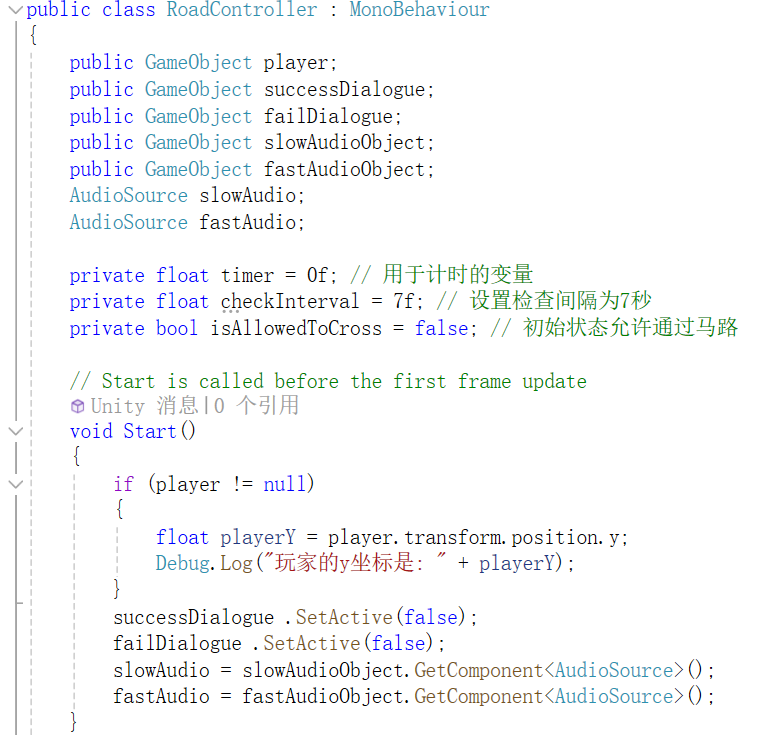 public class RoadController : MonoBehaviour
{
public GameObject player;
public GameObject successDialogue;
public GameObject failDialogue;
public GameObject slowAudioObject;
public GameObject fastAudioObject;
AudioSource slowAudio;
AudioSource fastAudio;
private float timer = 0f; // 用于计时的变量
private float checkInterval = 7f; // 设置检查间隔为7秒
private bool isAllowedToCross = false; // 初始状态允许通过马路
// Start is called before the first frame update
Unity 消息|0 个引用
void Start()
{
if (player != null)
{
float playerY = player.transform.position.y;
Debug.Log("玩家的y坐标是: " + playerY);
}
successDialogue .SetActive(false);
failDialogue .SetActive(false);
slowAudio = slowAudioObject.GetComponent<AudioSource>();
fastAudio = fastAudioObject.GetComponent<AudioSource>();
}